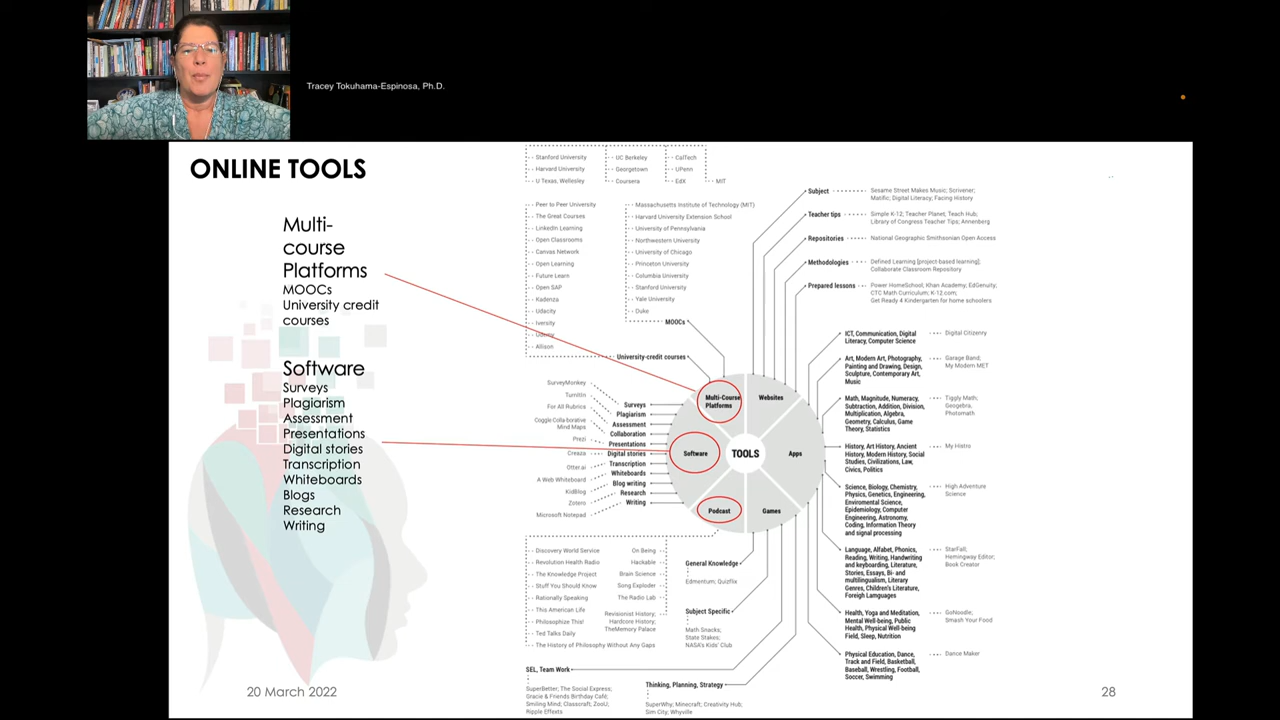 Tracey Tokuhama-Espinosa, Ph.D.
ONLINE TOOLS
Multi-
course
Platforms
MOOCs
University credit
courses
Software
Surveys
Plagiarism
Assessment
Presentations
Digital stories
Transcription
Whiteboards
Blogs
Research
Writing
Stanford University
Harvard University
U Texas, Wellesley
UC Berkeley
Georgetown
Coursera
CalTech
UPenn
EdX
MIT
Peer to Peer University
The Great Courses
LinkedIn Learning
Open Classrooms
Canvas Network
Open Learning
Future Learn
Open SAP
Kadenza
Udacity
Iversity
Udemy
Allison
Massachusetts Institute of Technology (MIT)
Harvard University Extension School
University of Pennsylvania
Northwestern University
University of Chicago
Princeton University
Columbia University
Stanford University
Yale University
Duke
MOOCs
University-credit courses
Subject
Sesame Street Makes Music; Scrivener;
Matific; Digital Literacy; Facing History
Teacher tips
Simple K-12; Teacher Planet; Teach Hub;
Library of Congress Teacher Tips; Annenberg
Repositories
National Geographic Smithsonian Open Access
Methodologies
Defined Learning [project-based learning];
Collaborate Classroom Repository
Prepared lessons
Power HomeSchool; Khan Academy; EdGenuity;
CTC Math Curriculum; K-12.com;
Get Ready 4 Kindergarten for home schoolers
SurveyMonkey
TurnitIn
For All Rubrics
Coggle Collaborative
Mind Maps
Prezi
Creaza
Otter.ai
A Web Whiteboard
KidBlog
Zotero
Microsoft Notepad
Surveys
Plagiarism
Assessment
Collaboration
Presentations
Digital stories
Transcription
Whiteboards
Blog writing
Research
Writing
Multi-Course
Platforms
Websites
Software
TOOLS
Apps
Podcast
Games
ICT, Communication, Digital
Literacy, Computer Science
Digital Citizenry
Art, Modern Art, Photography,
Painting and Drawing, Design,
Sculpture, Contemporary Art,
Music
Garage Band;
My Modern MET
Math, Magnitude, Numeracy,
Subtraction, Addition, Division,
Multiplication, Algebra,
Geometry, Calculus, Game
Theory, Statistics
Tiggly Math;
Geogebra,
Photomath
History, Art History, Ancient
History, Modern History, Social
Studies, Civilizations, Law,
Civics, Politics
My Histro
Science, Biology, Chemistry,
Physics, Genetics, Engineering,
Enviromental Science,
Epidemiology, Computer
Engineering, Astronomy,
Coding, Information Theory
and signal processing
High Adventure
Science
Language, Alfabet, Phonics,
Reading, Writing, Handwriting
and keyboarding, Literature,
Stories, Essays, Bi- and
multilingualism, Literary
Genres, Children's Literature,
Foreigh Languages
StarFall;
Hemingway Editor;
Book Creator
Health, Yoga and Meditation,
Mental Well-being, Public
Health, Physical Well-being
Field, Sleep, Nutrition
GoNoodle;
Smash Your Food
Physical Education, Dance,
Track and Field, Basketball,
Baseball, Wrestling, Football,
Soccer, Swimming
Dance Maker
Discovery World Service
Revolution Health Radio
The Knowledge Project
Stuff You Should Know
Rationally Speaking
This American Life
Philosophize This!
Ted Talks Daily
The History of Philosophy Without Any Gaps
On Being
Hackable
Brain Science
Song Exploder
The Radio Lab
Revisionist History;
Hardcore History;
TheMemory Palace
General Knowledge
Edmentum; Quizflix
Subject Specific
Math Snacks;
State Stakes;
NASA's Kids' Club
SEL, Team Work
SuperBetter; The Social Express;
Gracie & Friends Birthday Café;
Smiling Mind; Classcraft; ZooU;
Ripple Effects
Thinking, Planning, Strategy
SuperWhy; Minecraft; Creativity Hub;
Sim City; Whyville
20 March 2022
28